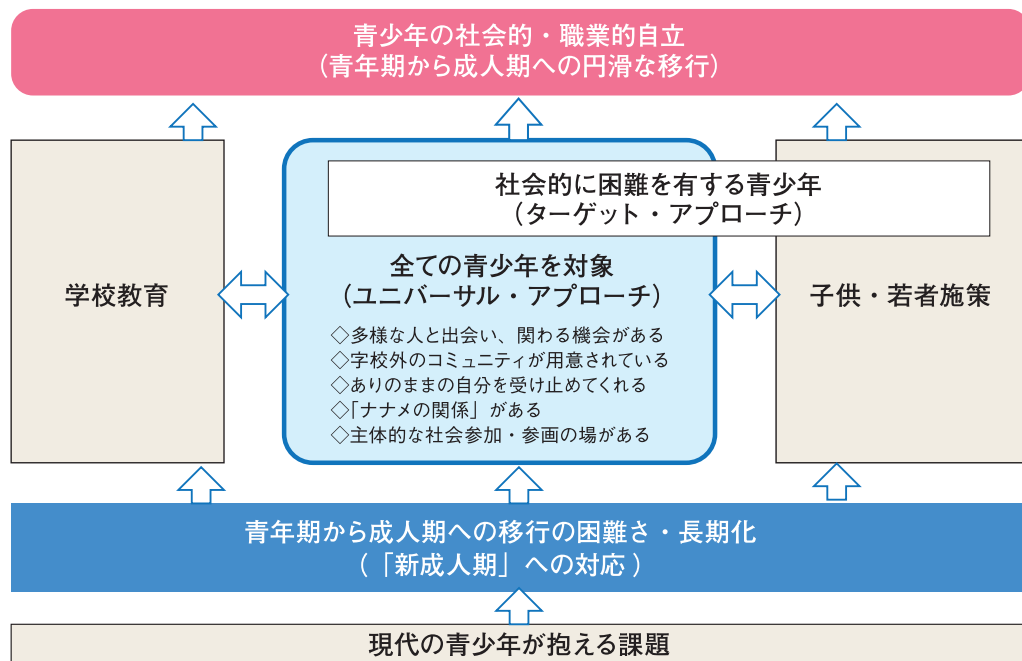 青少年の社会的・職業的自立
（青年期から成人期への円滑な移行）
社会的に困難を有する青少年
（ターゲット・アプローチ）
学校教育
全ての青少年を対象
（ユニバーサル・アプローチ）
◇多様な人と出会い、関わる機会がある
◇字校外のコミュニティが用意されている
◇ありのままの自分を受け止めてくれる
◇「ナナメの関係」がある
◇主体的な社会参加・参画の場がある
子供・若者施策
青年期から成人期への移行の困難さ・長期化
（「新成人期」への対応）
現代の青少年が抱える課題